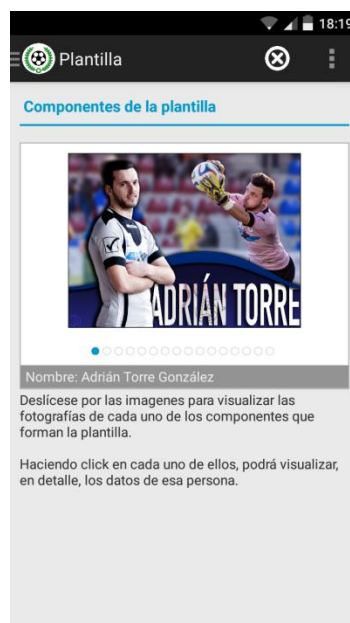 18:19
Plantilla
Componentes de la plantilla
ADRIÁN TORRE
Nombre: Adrián Torre González
Deslícese por las imagenes para visualizar las
fotografías de cada uno de los componentes que
forman la plantilla.
Haciendo click en cada uno de ellos, podrá visualizar,
en detalle, los datos de esa persona.